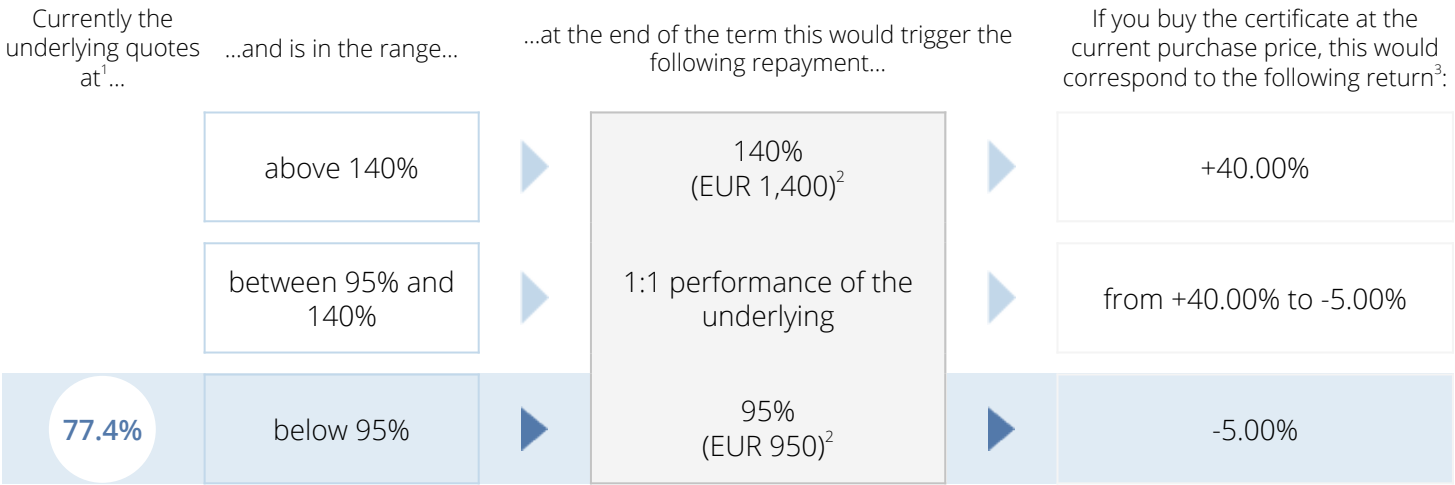 Currently the
underlying quotes
at¹...
...and is in the range...
...at the end of the term this would trigger the
following repayment...
If you buy the certificate at the
current purchase price, this would
correspond to the following return³:
above 140%
140%
(EUR 1,400)²
+40.00%
between 95% and
140%
1:1 performance of the
underlying
from +40.00% to -5.00%
77.4%
below 95%
95%
(EUR 950)²
-5.00%